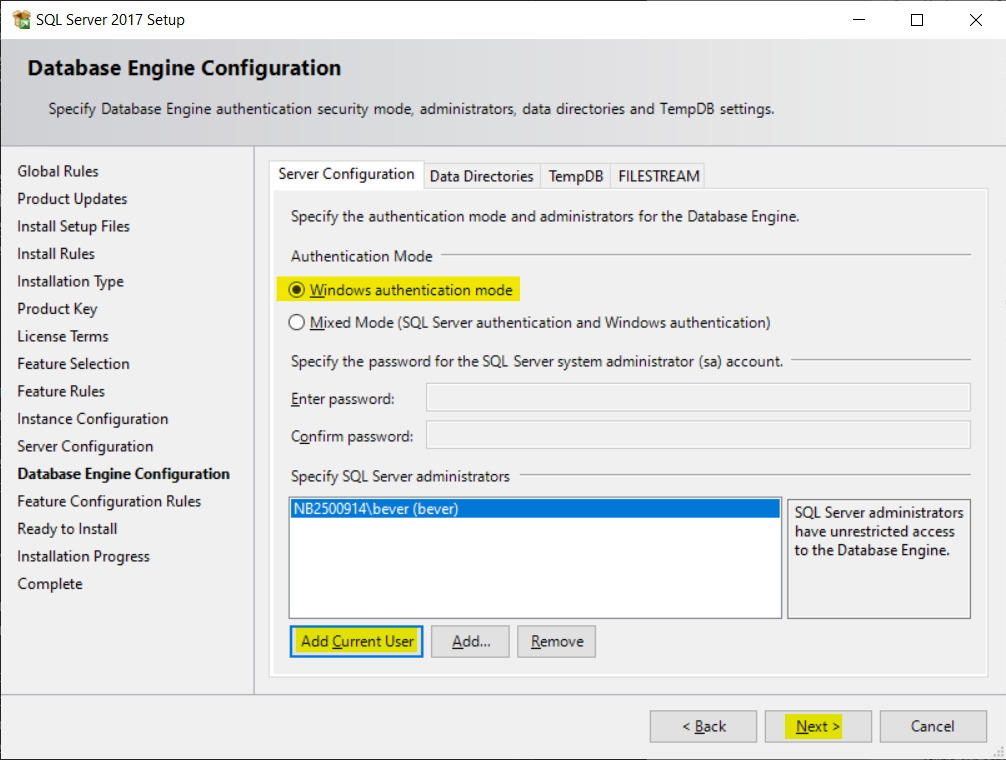 SQL Server 2017 Setup
Database Engine Configuration
Specify Database Engine authentication security mode, administrators, data directories and TempDB settings.
Global Rules
Product Updates
Install Setup Files
Install Rules
Installation Type
Product Key
License Terms
Feature Selection
Feature Rules
Instance Configuration
Server Configuration
Database Engine Configuration
Feature Configuration Rules
Ready to Install
Installation Progress
Complete
Server Configuration Data Directories TempDB FILESTREAM
Specify the authentication mode and administrators for the Database Engine.
Authentication Mode
Windows authentication mode
Mixed Mode (SQL Server authentication and Windows authentication)
Specify the password for the SQL Server system administrator (sa) account.
Enter password:
Confirm password:
Specify SQL Server administrators
NB2500914\bever (bever)
SQL Server administrators
have unrestricted access
to the Database Engine.
Add Current User Add... Remove
< Back Next > Cancel